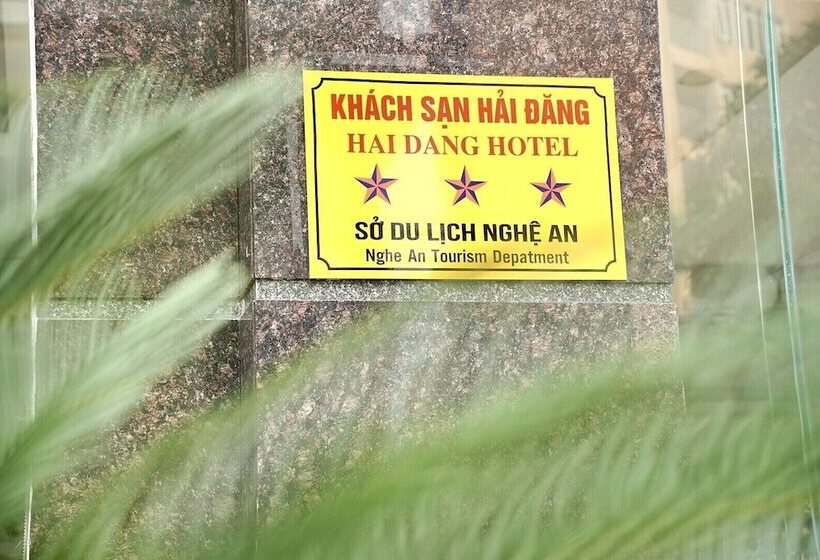 KHÁCH SẠN HẢI ĐĂNG
HAI DANG HOTEL
SỞ DU LỊCH NGHỆ AN
Nghe An Tourism Depatment